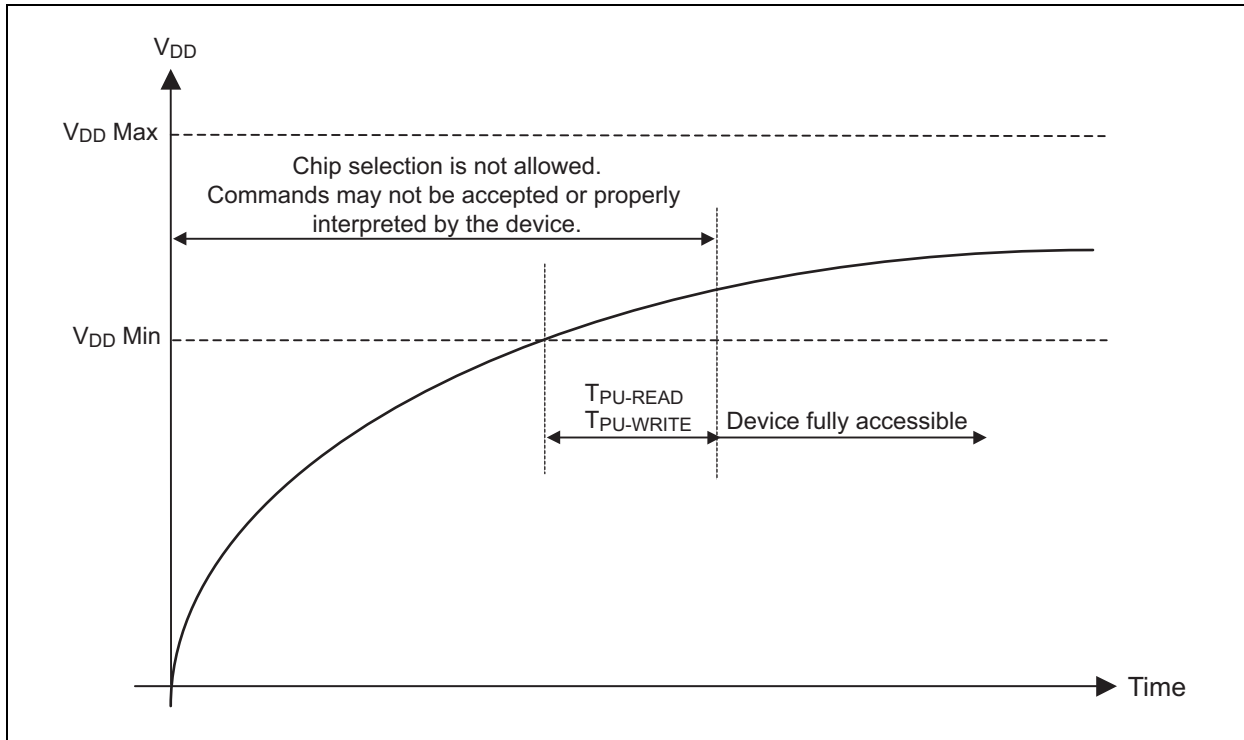 VDD
VDD Max
Chip selection is not allowed.
Commands may not be accepted or properly
interpreted by the device.
VDD Min
TPU-READ
TPU-WRITE
Device fully accessible
Time